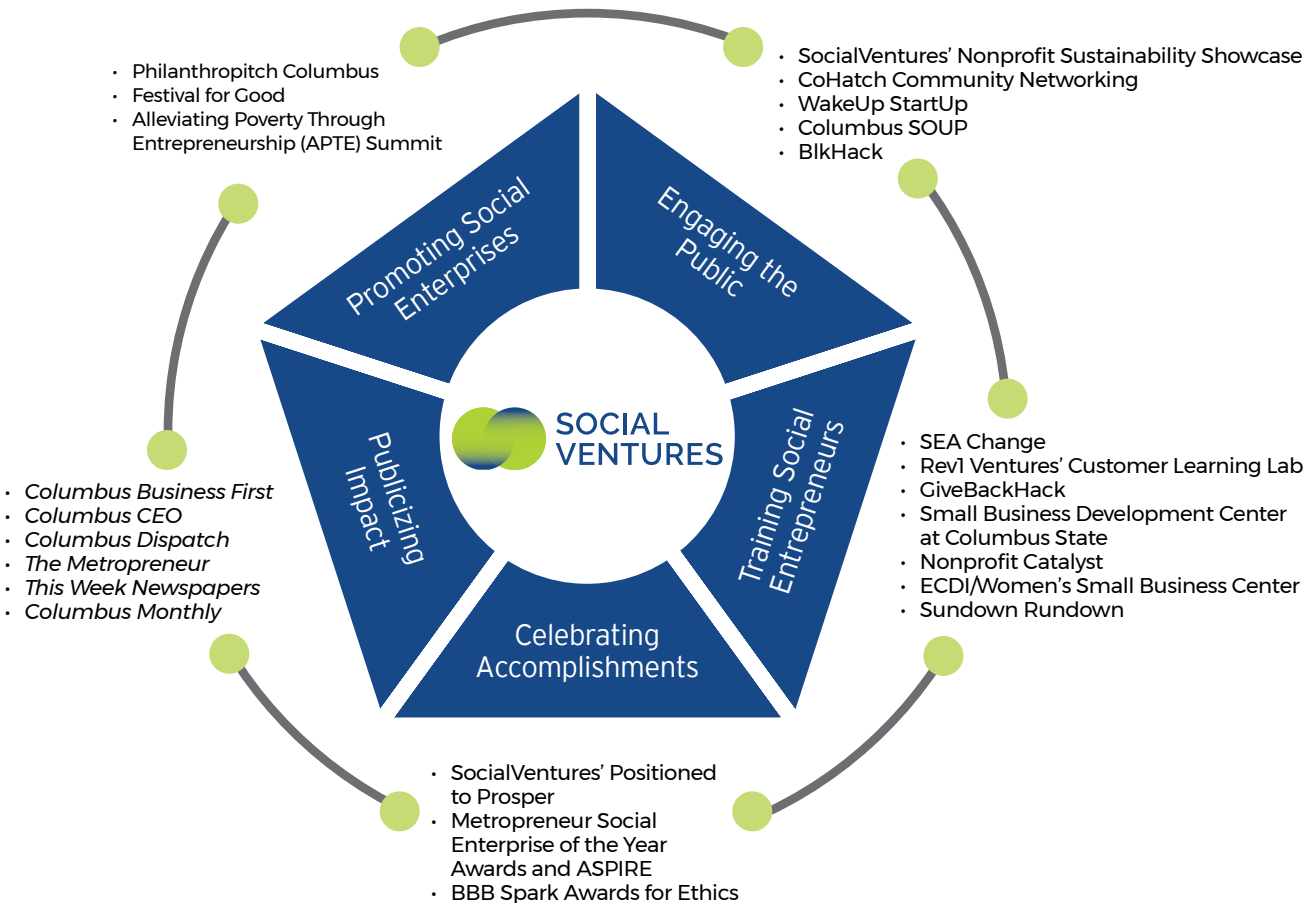 • Philanthropitch Columbus
• Festival for Good
• Alleviating Poverty Through
Entrepreneurship (APTE) Summit
• SocialVentures’ Nonprofit Sustainability Showcase
• CoHatch Community Networking
• WakeUp StartUp
• Columbus SOUP
• BlkHack
Promoting Social
Enterprises
Engaging the
Public
SOCIAL
VENTURES
Publicizing
Impact
Training Social
Entrepreneurs
Celebrating
Accomplishments
• Columbus Business First
• Columbus CEO
• Columbus Dispatch
• The Metropreneur
• This Week Newspapers
• Columbus Monthly
• SEA Change
• Rev1 Ventures’ Customer Learning Lab
• GiveBackHack
• Small Business Development Center
at Columbus State
• Nonprofit Catalyst
• ECDI/Women’s Small Business Center
• Sundown Rundown
• SocialVentures’ Positioned
to Prosper
• Metropreneur Social
Enterprise of the Year
Awards and ASPIRE
• BBB Spark Awards for Ethics